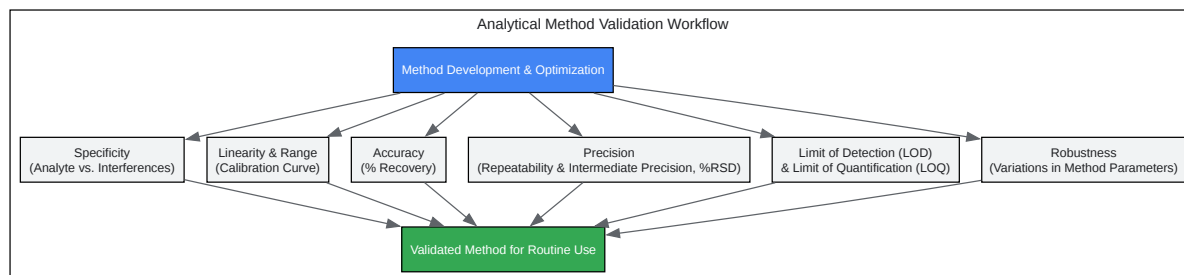 Analytical Method Validation Workflow
Method Development & Optimization
Specificity
(Analyte vs. Interferences)
Linearity & Range
(Calibration Curve)
Accuracy
(% Recovery)
Precision
(Repeatability & Intermediate Precision, %RSD)
Limit of Detection (LOD)
& Limit of Quantification (LOQ)
Robustness
(Variations in Method Parameters)
Validated Method for Routine Use